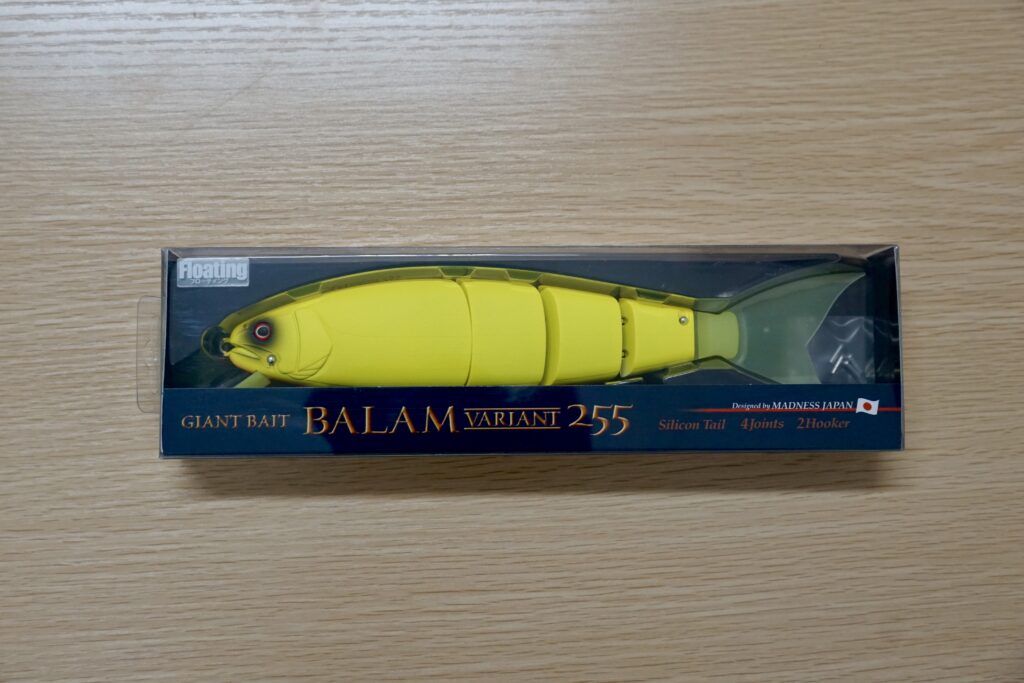 Floating
フローティング
GIANT BAIT BALAM VARIANT 255
Designed by MADNESS JAPAN
Silicon Tail 4Joints 2Hooker